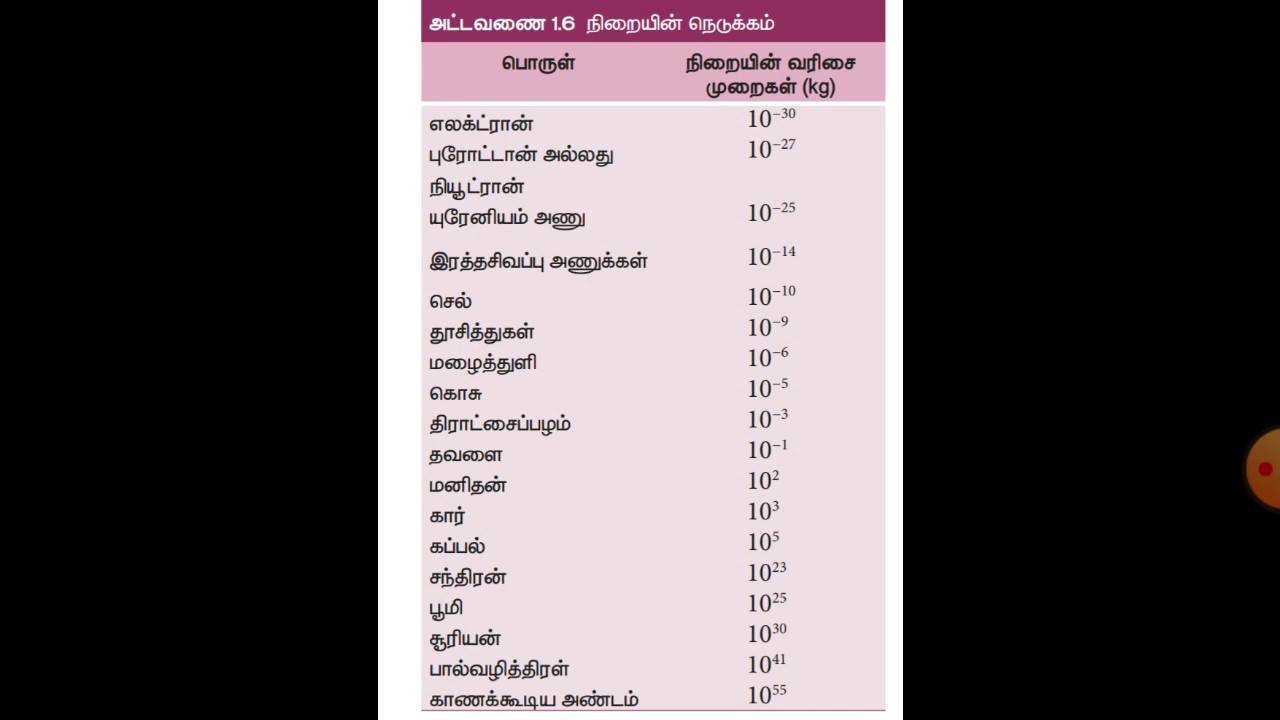 அட்டவணை 1.6 நிறையின் நெடுக்கம்
பொருள் நிறையின் வரிசை
முறைகள் (kg)
எலக்ட்ரான் 10⁻³⁰
புரோட்டான் அல்லது 10⁻²⁷
நியூட்ரான்
யுரேனியம் அணு 10⁻²⁵
இரத்தசிவப்பு அணுக்கள் 10⁻¹⁴
செல் 10⁻¹⁰
தூசித்துகள் 10⁻⁹
மழைத்துளி 10⁻⁶
கொசு 10⁻⁵
திராட்சைப்பழம் 10⁻³
தவளை 10⁻¹
மனிதன் 10²
கார் 10³
கப்பல் 10⁵
சந்திரன் 10²³
பூமி 10²⁵
சூரியன் 10³⁰
பால்வழித்திரள் 10⁴¹
காணக்கூடிய அண்டம் 10⁵⁵